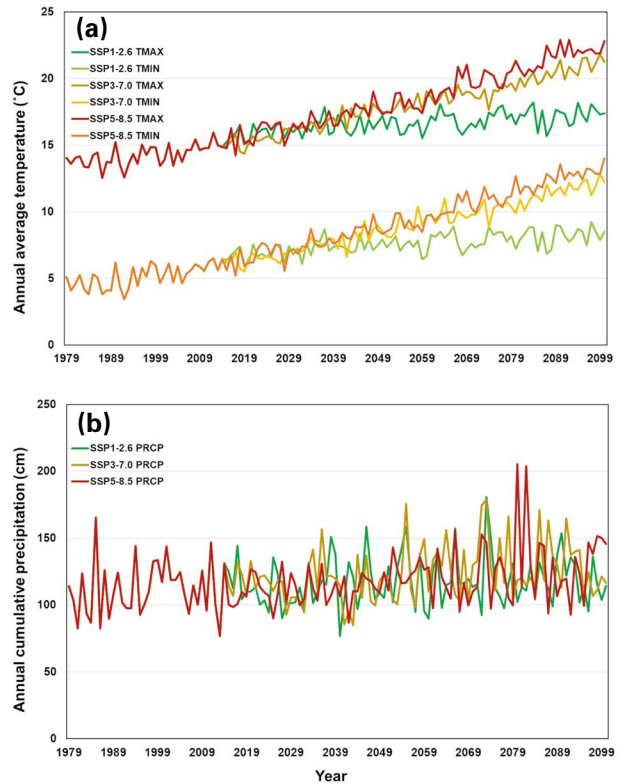 (a)
25
20
15
10
5
0
Annual average temperature (˚C)
SSP1-2.6 TMAX
SSP1-2.6 TMIN
SSP3-7.0 TMAX
SSP3-7.0 TMIN
SSP5-8.5 TMAX
SSP5-8.5 TMIN
1979 1989 1999 2009 2019 2029 2039 2049 2059 2069 2079 2089 2099
(b)
250
200
150
100
50
0
Annual cumulative precipitation (cm)
SSP1-2.6 PRCP
SSP3-7.0 PRCP
SSP5-8.5 PRCP
1979 1989 1999 2009 2019 2029 2039 2049 2059 2069 2079 2089 2099
Year